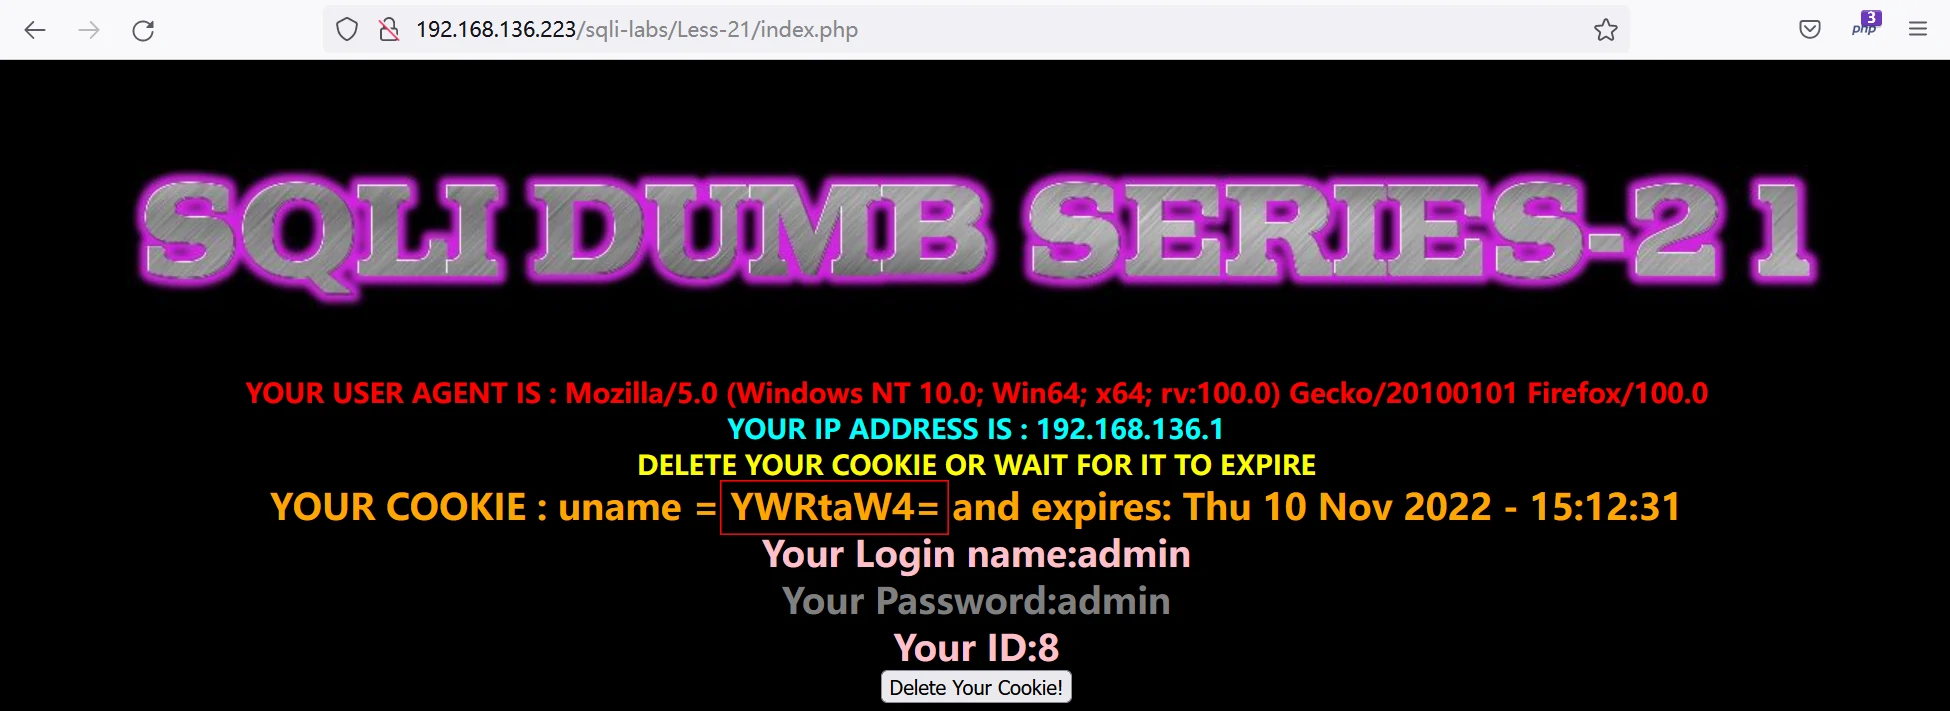 192.168.136.223/sqli-labs/Less-21/index.php
3
php
SQLI DUMB SERIES-21
YOUR USER AGENT IS : Mozilla/5.0 (Windows NT 10.0; Win64; x64; rv:100.0) Gecko/20100101 Firefox/100.0
YOUR IP ADDRESS IS : 192.168.136.1
DELETE YOUR COOKIE OR WAIT FOR IT TO EXPIRE
YOUR COOKIE : uname = YWRtaW4= and expires: Thu 10 Nov 2022 - 15:12:31
Your Login name:admin
Your Password:admin
Your ID:8
Delete Your Cookie!